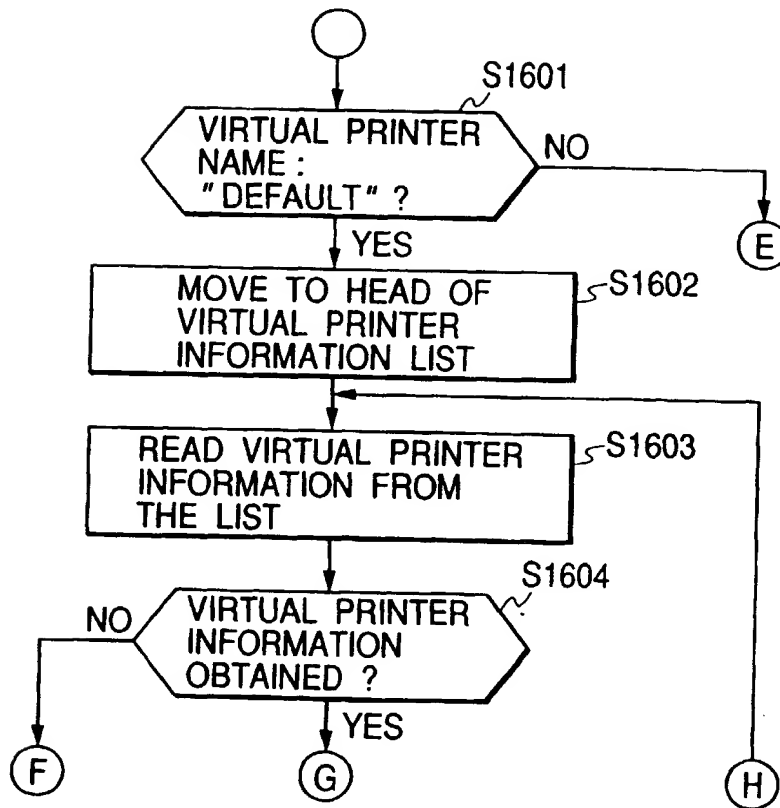 S1601
VIRTUAL PRINTER
NAME :
"DEFAULT" ?
NO
E
YES
MOVE TO HEAD OF
VIRTUAL PRINTER
INFORMATION LIST
S1602
READ VIRTUAL PRINTER
INFORMATION FROM
THE LIST
S1603
S1604
VIRTUAL PRINTER
INFORMATION
OBTAINED ?
NO
YES
F
G
H